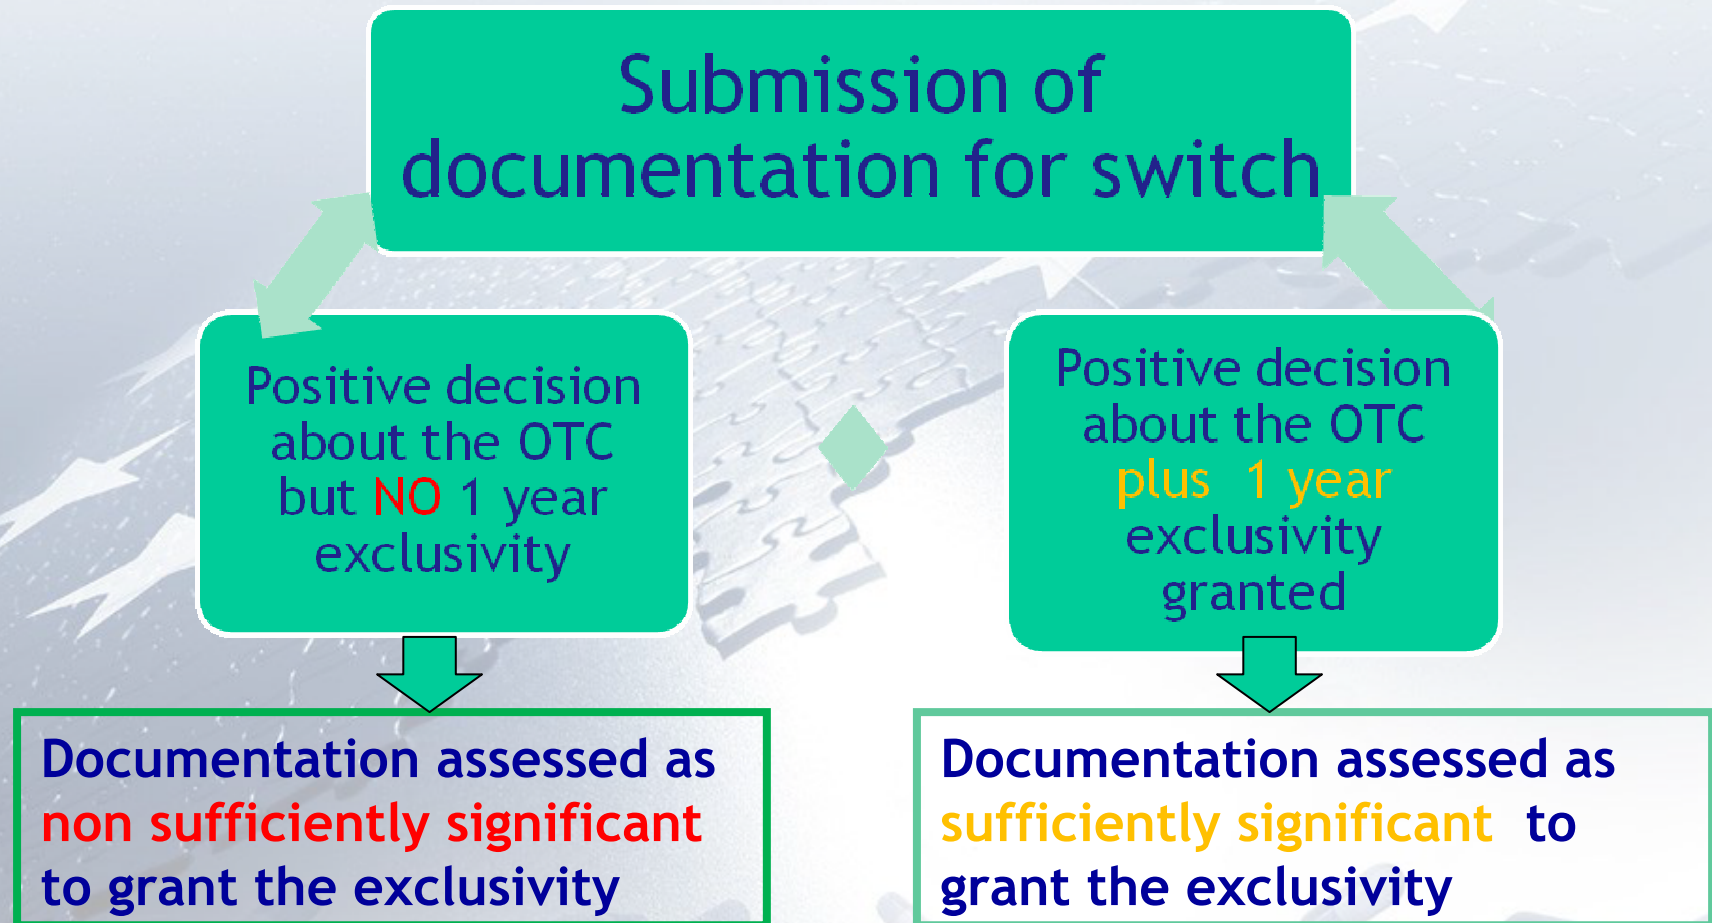 Submission of
documentation for switch
Positive decision
about the OTC
but NO 1 year
exclusivity
Positive decision
about the OTC
plus 1 year
exclusivity
granted
Documentation assessed as
non sufficiently significant
to grant the exclusivity
Documentation assessed as
sufficiently significant to
grant the exclusivity